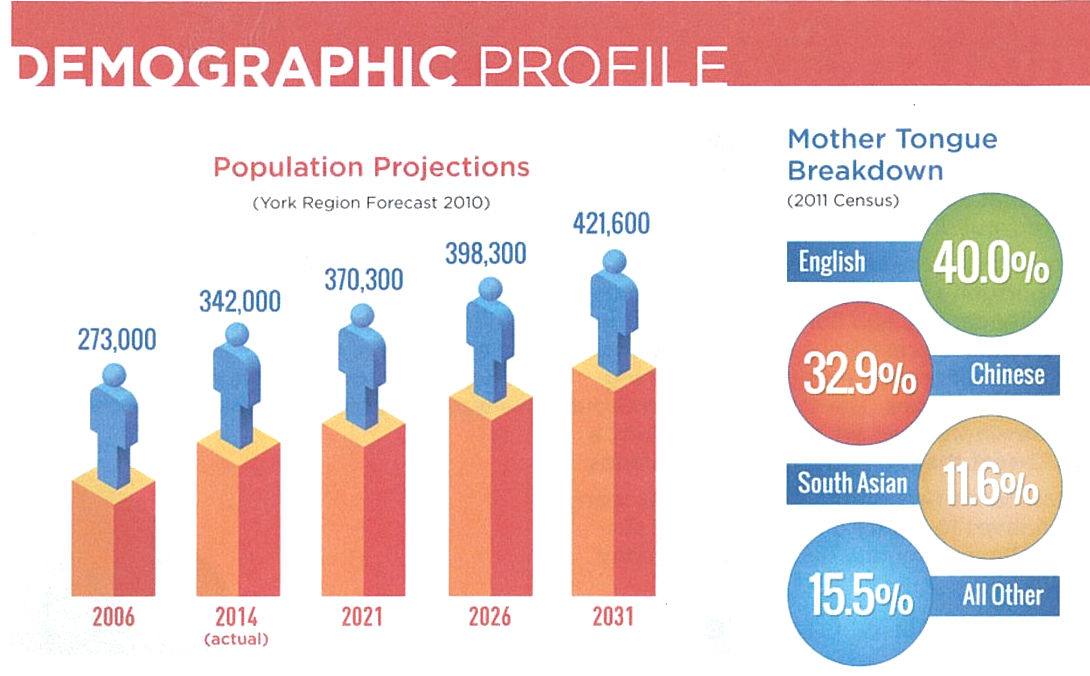 DEMOGRAPHIC PROFILE
Population Projections
(York Region Forecast 2010)
273,000
342,000
370,300
398,300
421,600
2006
2014
(actual)
2021
2026
2031
Mother Tongue
Breakdown
(2011 Census)
English 40.0%
32.9% Chinese
South Asian 11.6%
15.5% All Other